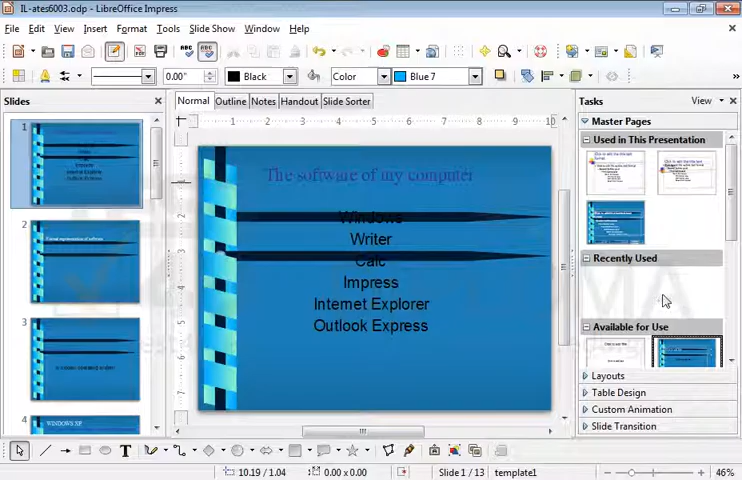 IL-ates6003.odp - LibreOffice Impress
File Edit View Insert Format Tools Slide Show Window Help
0.00° Black Color Blue 7
Slides
Normal Outline Notes Handout Slide Sorter
Tasks View
Master Pages
Used in This Presentation
Recently Used
Available for Use
Layouts
Table Design
Custom Animation
Slide Transition
1
2
3
4
WINDOWS XP
The software of my computer
Windows
Writer
Calc
Impress
Internet Explorer
Outlook Express
10.19 / 1.04 0.00 x 0.00 Slide 1 / 13 template1 46%